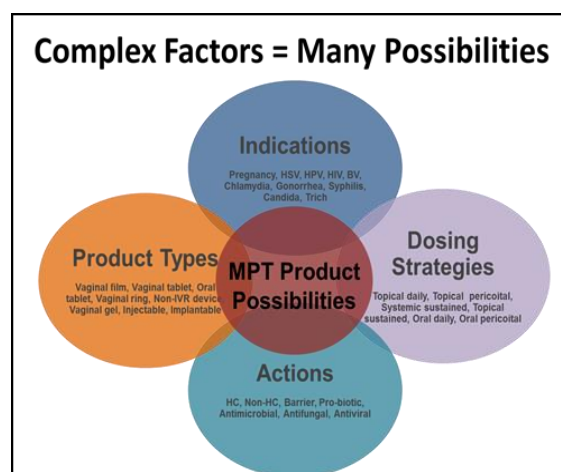 Complex Factors = Many Possibilities
Indications
Pregnancy, HSV, HPV, HIV, BV,
Chlamydia, Gonorrhea, Syphilis,
Candida, Trich
Product Types
Vaginal film, Vaginal tablet, Oral
tablet, Vaginal ring, Non-IVR device,
Vaginal gel, Injectable, Implantable
MPT Product
Possibilities
Dosing
Strategies
Topical daily, Topical pericoital,
Systemic sustained, Topical
sustained, Oral daily, Oral pericoital
Actions
HC, Non-HC, Barrier, Pro-biotic,
Antimicrobial, Antifungal, Antiviral